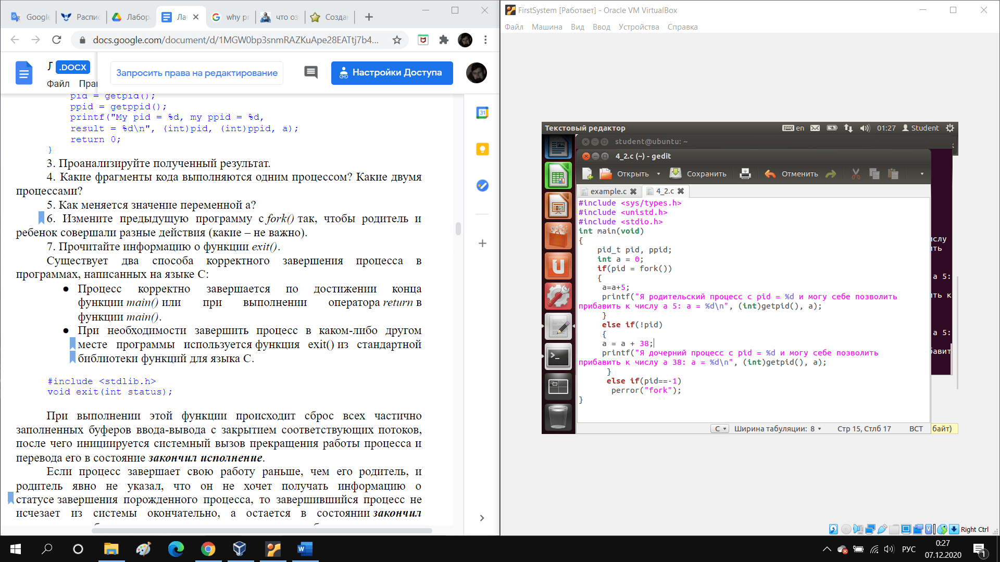 Google
Распис
Лабор
Лаб
why pr
что оз
Созда
docs.google.com/document/d/1MGW0bp3snmRAZKuApe28EATtj7b4...
Л .DOCX
Файл Прав
Запросить права на редактирование
Настройки Доступа
31
pid = getpid();
ppid = getppid();
printf("My pid = %d, my ppid = %d,
result = %d\n", (int)pid, (int)ppid, a);
return 0;
}
3. Проанализируйте полученный результат.
4. Какие фрагменты кода выполняются одним процессом? Какие двумя
процессами?
5. Как меняется значение переменной а?
6. Измените предыдущую программу с fork() так, чтобы родитель и
ребенок совершали разные действия (какие – не важно).
7. Прочитайте информацию о функции exit().
Существует два способа корректного завершения процесса в
программах, написанных на языке C:
● Процесс корректно завершается по достижении конца
функции main() или при выполнении оператора return в
функции main().
● При необходимости завершить процесс в каком-либо другом
месте программы используется функция exit() из стандартной
библиотеки функций для языка C.
#include <stdlib.h>
void exit(int status);
При выполнении этой функции происходит сброс всех частично
заполненных буферов ввода-вывода с закрытием соответствующих потоков,
после чего инициируется системный вызов прекращения работы процесса и
перевода его в состояние закончил исполнение.
Если процесс завершает свою работу раньше, чем его родитель, и
родитель явно не указал, что он не хочет получать информацию о
статусе завершения порожденного процесса, то завершившийся процесс не
исчезает из системы окончательно, а остается в состоянии закончил
FirstSystem [Работает] - Oracle VM VirtualBox
Файл Машина Вид Ввод Устройства Справка
Текстовый редактор en 01:27 Student
student@ubuntu: ~
4_2.c (~) - gedit
Открыть Сохранить Отменить
example.c 4_2.c
#include <sys/types.h>
#include <unistd.h>
#include <stdio.h>
int main(void)
{
pid_t pid, ppid;
int a = 0;
if(pid = fork())
{
a=a+5;
printf("Я родительский процесс с pid = %d и могу себе позволить
прибавить к числу а 5: a = %d\n", (int)getpid(), a);
}
else if(!pid)
{
a = a + 38;
printf("Я дочерний процесс с pid = %d и могу себе позволить
прибавить к числу а 38: a = %d\n", (int)getpid(), a);
}
else if(pid==-1)
perror("fork");
}
ислу
ить
а 5:
ить к
а 5:
бавит
C Ширина табуляции: 8 Стр 15, Стлб 17 ВСТ байт)
Right Ctrl
РУС
0:27
07.12.2020
1